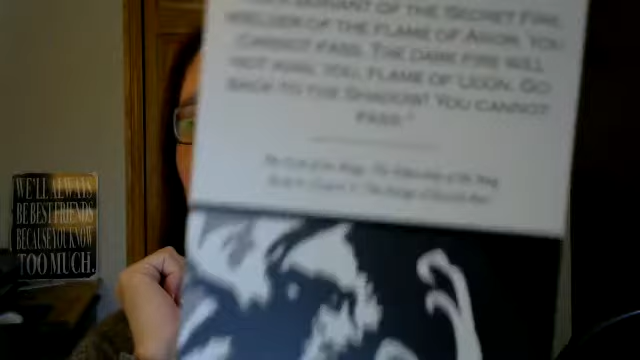 WE'LL ALWAYS
BE BEST FRIENDS
BECAUSE YOU KNOW
TOO MUCH.
SERVANT OF THE SECRET FIRE,
WIELDER OF THE FLAME OF ANOR. YOU
CANNOT PASS. THE DARK FIRE WILL
NOT AVAIL YOU, FLAME OF UDÛN. GO
BACK TO THE SHADOW! YOU CANNOT
PASS."